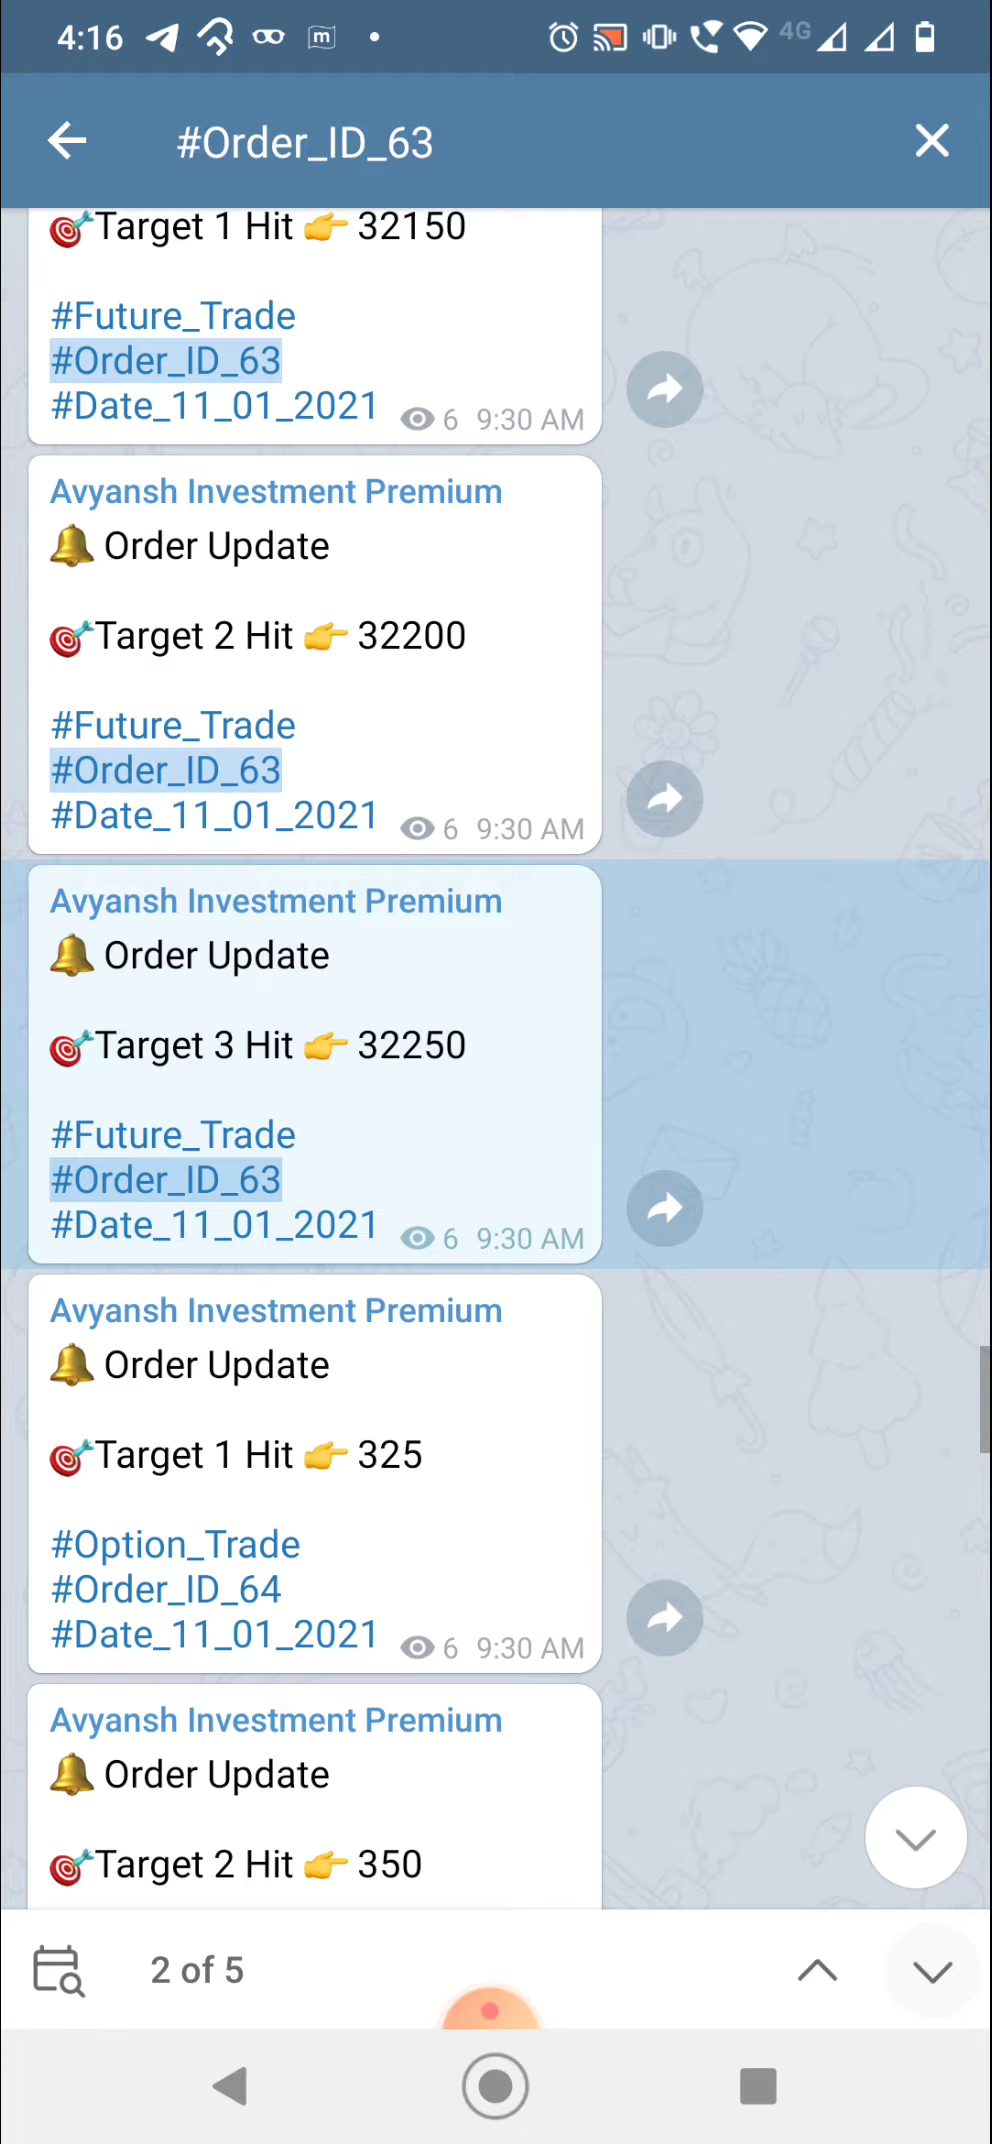 4:16
m
4G
#Order_ID_63
🎯Target 1 Hit 👉 32150
#Future_Trade
#Order_ID_63
#Date_11_01_2021
6 9:30 AM
Avyansh Investment Premium
🔔 Order Update
🎯Target 2 Hit 👉 32200
#Future_Trade
#Order_ID_63
#Date_11_01_2021
6 9:30 AM
Avyansh Investment Premium
🔔 Order Update
🎯Target 3 Hit 👉 32250
#Future_Trade
#Order_ID_63
#Date_11_01_2021
6 9:30 AM
Avyansh Investment Premium
🔔 Order Update
🎯Target 1 Hit 👉 325
#Option_Trade
#Order_ID_64
#Date_11_01_2021
6 9:30 AM
Avyansh Investment Premium
🔔 Order Update
🎯Target 2 Hit 👉 350
2 of 5